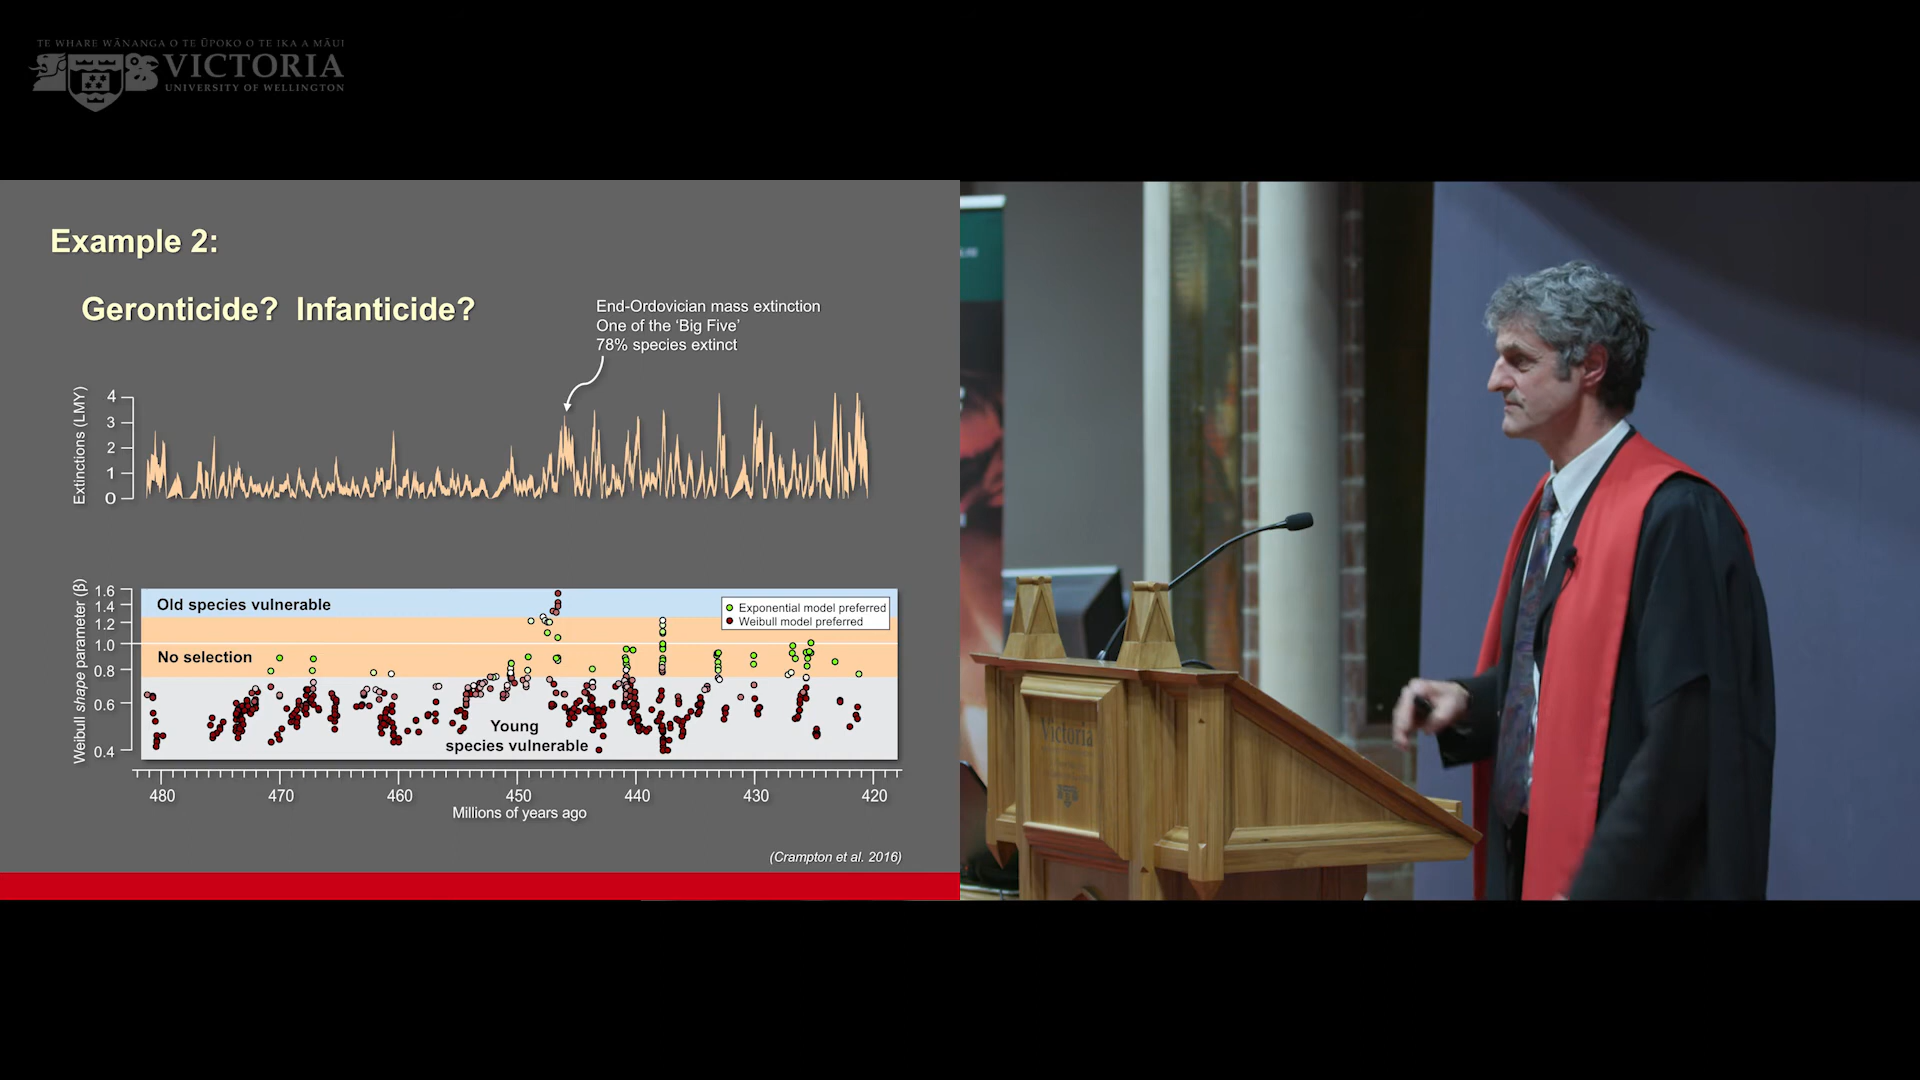 TE WHARE WĀNANGA O TE ŪPOKO O TE IKA A MĀUI
VICTORIA
UNIVERSITY OF WELLINGTON
Example 2:
Geronticide? Infanticide?
End-Ordovician mass extinction
One of the ‘Big Five’
78% species extinct
Extinctions (LMY)
4
3
2
1
0
Weibull shape parameter (β)
1.6
1.4
1.2
1.0
0.8
0.6
0.4
Old species vulnerable
No selection
Young
species vulnerable
Exponential model preferred
Weibull model preferred
480 470 460 450 440 430 420
Millions of years ago
(Crampton et al. 2016)
Victoria